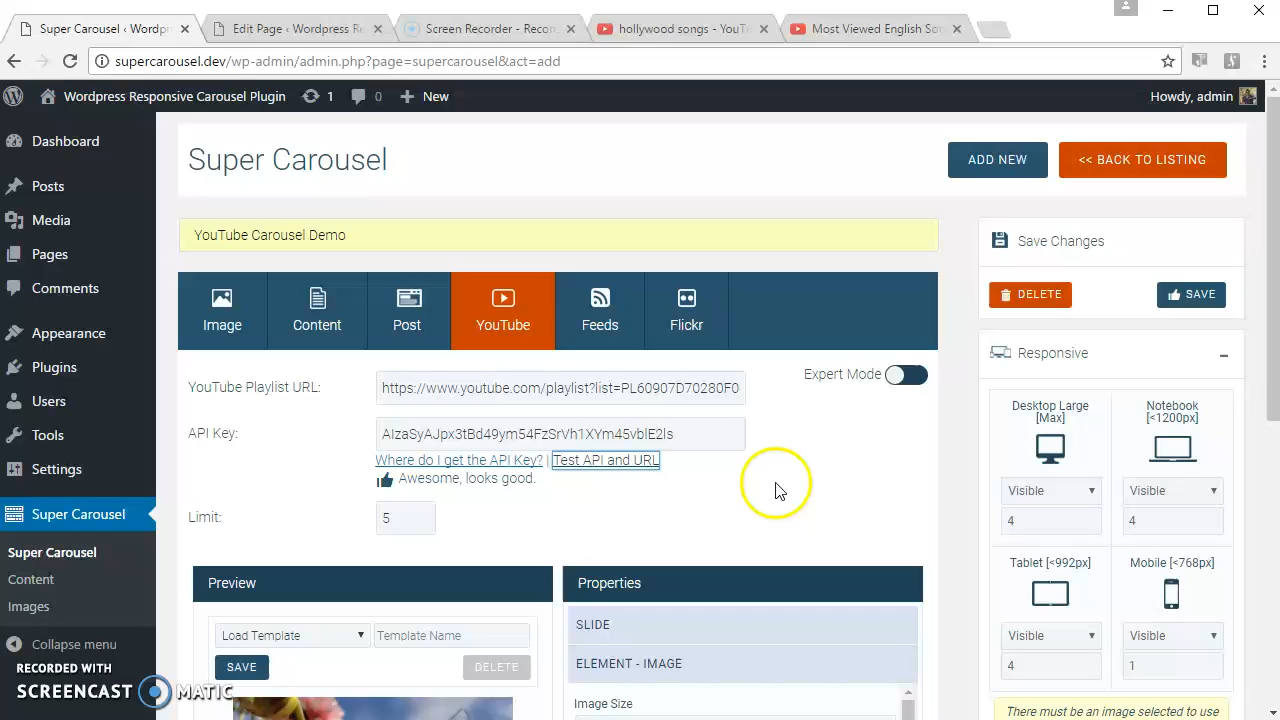 Super Carousel ‹ Wordp
Edit Page ‹ Wordpress R
Screen Recorder - Recor
hollywood songs - YouT
Most Viewed English Son
supercarousel.dev/wp-admin/admin.php?page=supercarousel&act=add
Wordpress Responsive Carousel Plugin
1
0
New
Howdy, admin
Dashboard
Posts
Media
Pages
Comments
Appearance
Plugins
Users
Tools
Settings
Super Carousel
Super Carousel
Content
Images
Collapse menu
RECORDED WITH
SCREENCAST MATIC
Super Carousel
ADD NEW
<< BACK TO LISTING
YouTube Carousel Demo
Image
Content
Post
YouTube
Feeds
Flickr
YouTube Playlist URL:
https://www.youtube.com/playlist?list=PL60907D70280F0
Expert Mode
API Key:
AIzaSyAJpx3tBd49ym54FzSrVh1XYm45vblE2ls
Where do I get the API Key? | Test API and URL
Awesome, looks good.
Limit:
5
Preview
Load Template
Template Name
SAVE
DELETE
Properties
SLIDE
ELEMENT - IMAGE
Image Size
Save Changes
DELETE
SAVE
Responsive
Desktop Large
[Max]
Visible
4
Notebook
[<1200px]
Visible
4
Tablet [<992px]
Visible
4
Mobile [<768px]
Visible
1
There must be an image selected to use